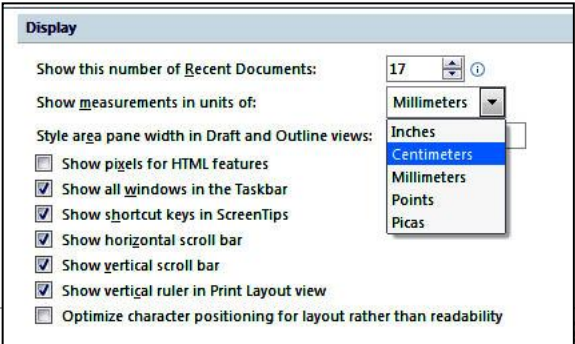 Display
Show this number of Recent Documents: 17
Show measurements in units of: Millimeters
Style area pane width in Draft and Outline views:
Inches
Centimeters
Millimeters
Points
Picas
Show pixels for HTML features
Show all windows in the Taskbar
Show shortcut keys in ScreenTips
Show horizontal scroll bar
Show vertical scroll bar
Show vertical ruler in Print Layout view
Optimize character positioning for layout rather than readability